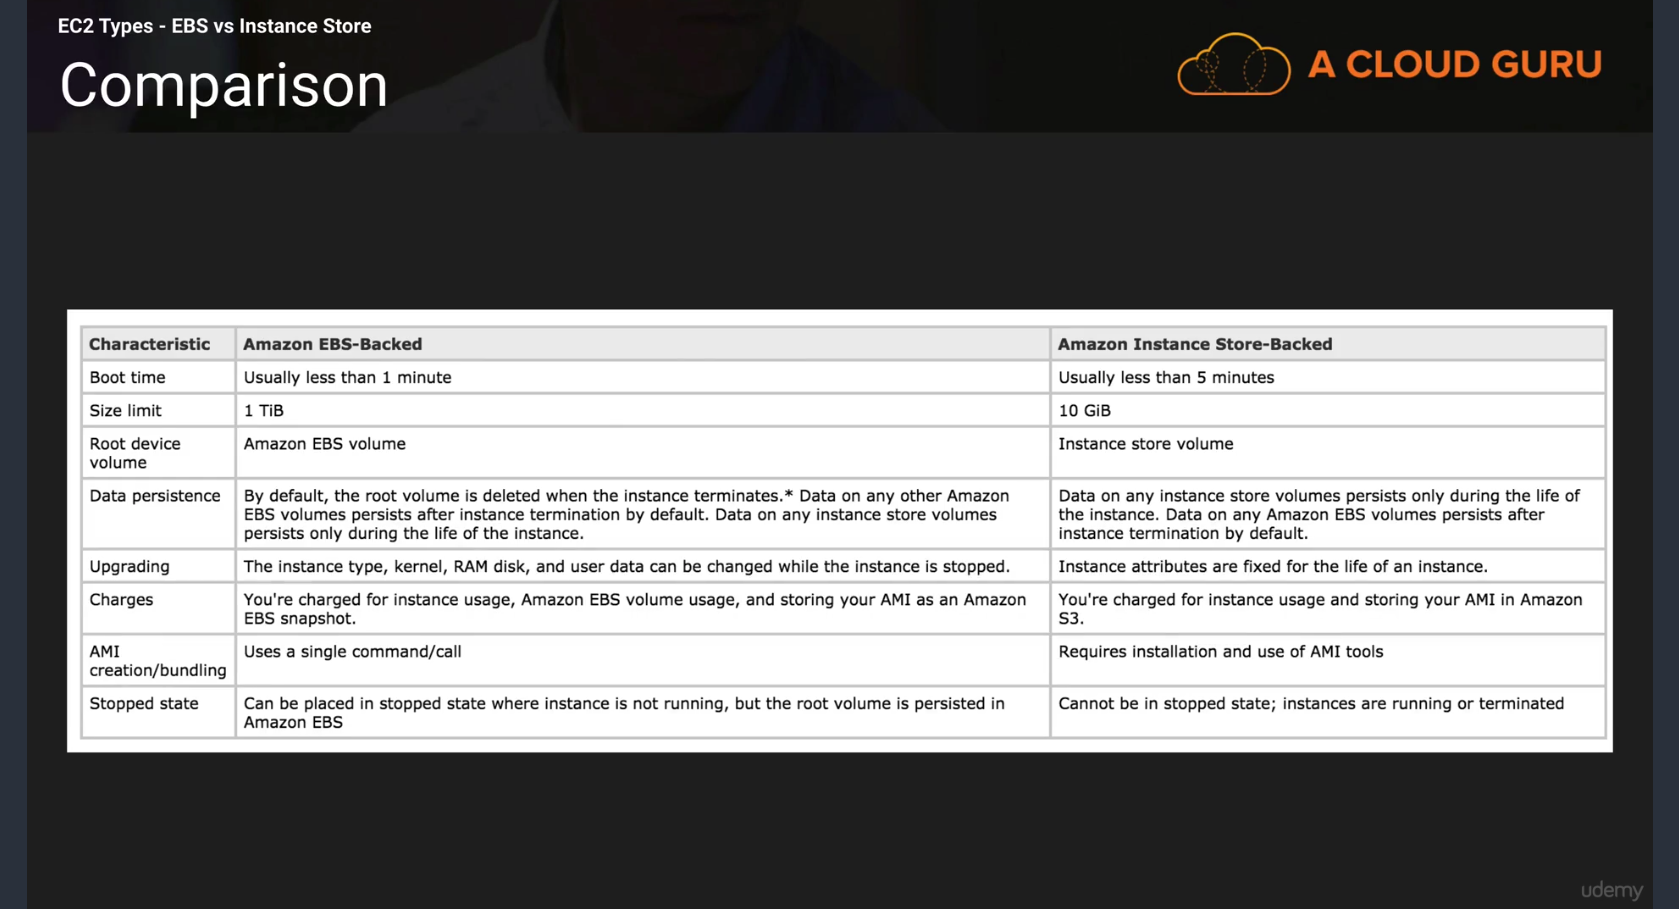 EC2 Types - EBS vs Instance Store
Comparison
A CLOUD GURU
Characteristic Amazon EBS-Backed Amazon Instance Store-Backed
Boot time Usually less than 1 minute Usually less than 5 minutes
Size limit 1 TiB 10 GiB
Root device Amazon EBS volume Instance store volume
volume
Data persistence By default, the root volume is deleted when the instance terminates.* Data on any other Amazon Data on any instance store volumes persists only during the life of
EBS volumes persists after instance termination by default. Data on any instance store volumes the instance. Data on any Amazon EBS volumes persists after
persists only during the life of the instance. instance termination by default.
Upgrading The instance type, kernel, RAM disk, and user data can be changed while the instance is stopped. Instance attributes are fixed for the life of an instance.
Charges You're charged for instance usage, Amazon EBS volume usage, and storing your AMI as an Amazon You're charged for instance usage and storing your AMI in Amazon
EBS snapshot. S3.
AMI Uses a single command/call Requires installation and use of AMI tools
creation/bundling
Stopped state Can be placed in stopped state where instance is not running, but the root volume is persisted in Cannot be in stopped state; instances are running or terminated
Amazon EBS
udemy